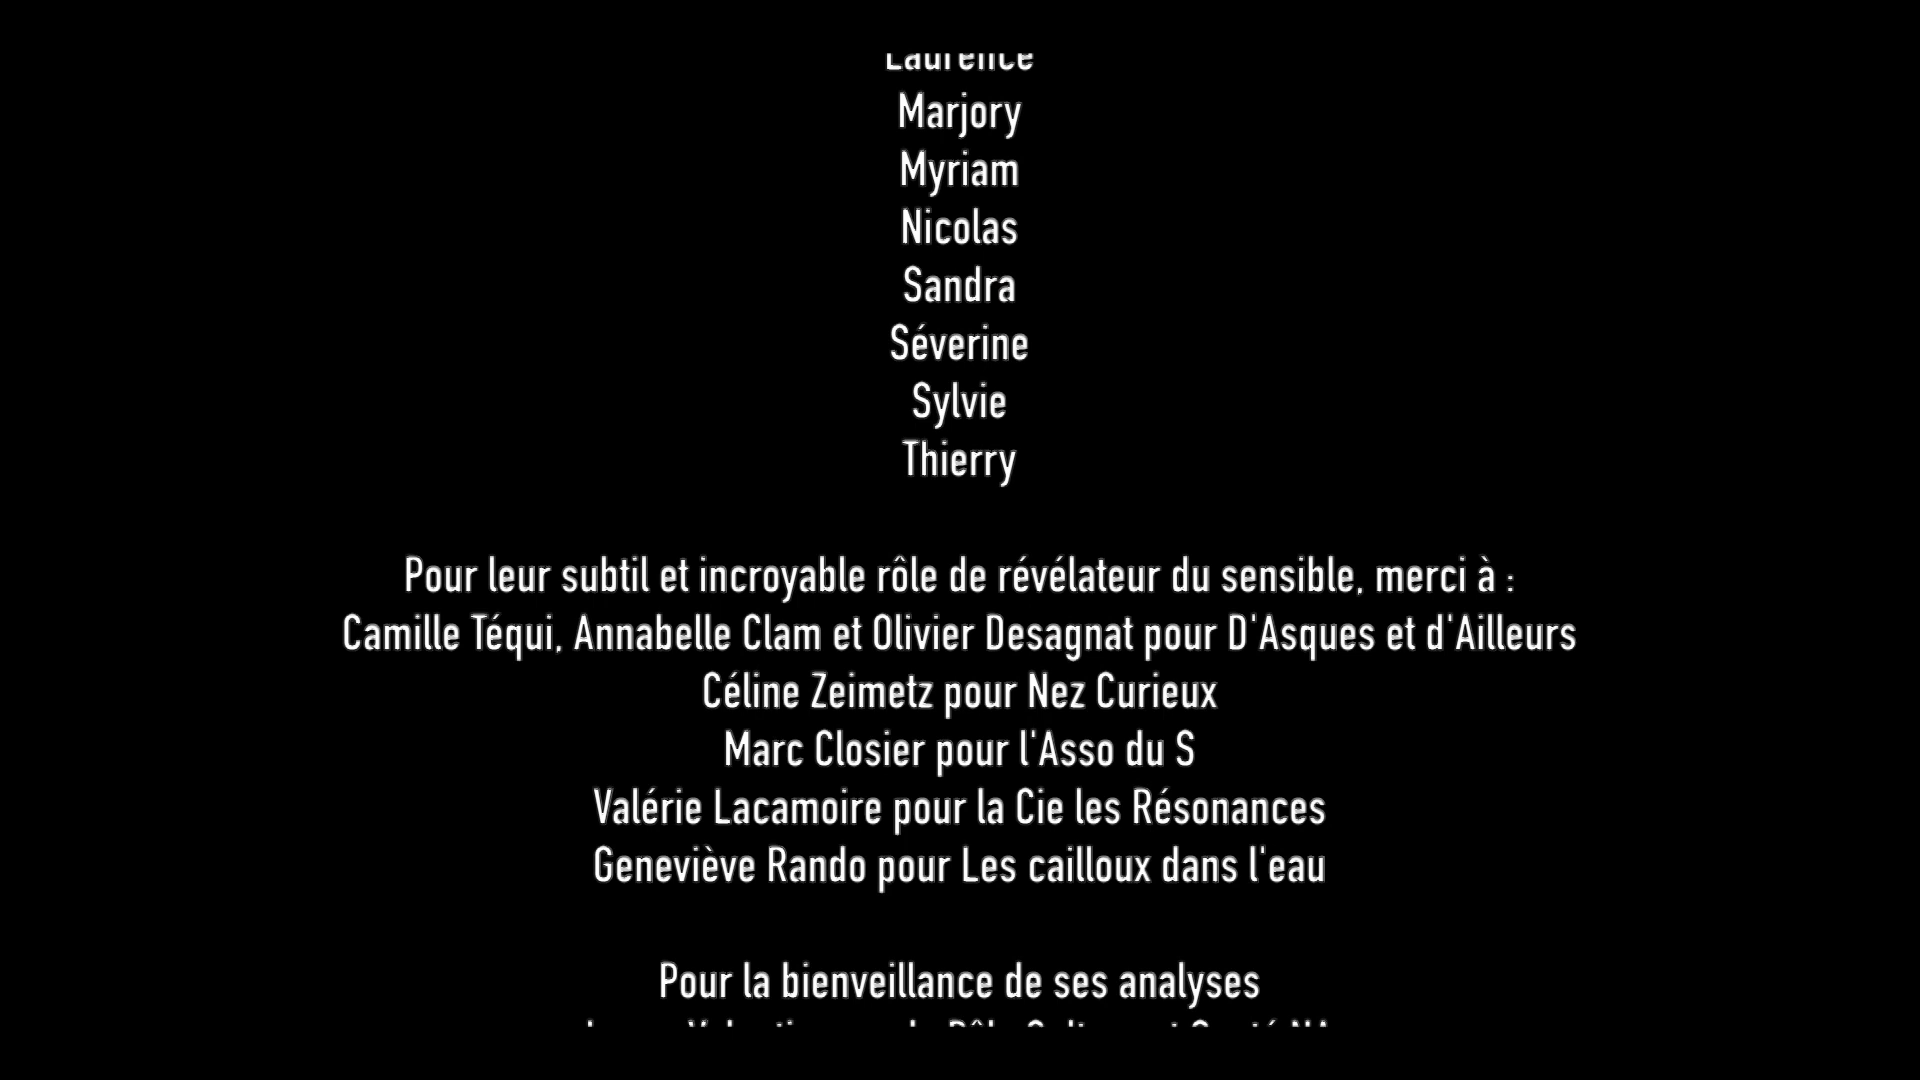 Laurence
Marjory
Myriam
Nicolas
Sandra
Séverine
Sylvie
Thierry
Pour leur subtil et incroyable rôle de révélateur du sensible, merci à :
Camille Téqui, Annabelle Clam et Olivier Desagnat pour D'Asques et d'Ailleurs
Céline Zeimetz pour Nez Curieux
Marc Closier pour l'Asso du S
Valérie Lacamoire pour la Cie les Résonances
Geneviève Rando pour Les cailloux dans l'eau
Pour la bienveillance de ses analyses